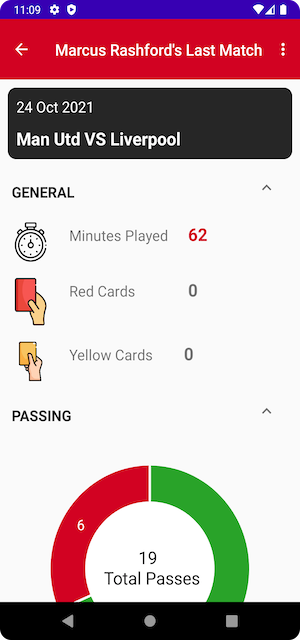 11:09
Marcus Rashford's Last Match
24 Oct 2021
Man Utd VS Liverpool
GENERAL
Minutes Played 62
Red Cards 0
Yellow Cards 0
PASSING
6
19
Total Passes